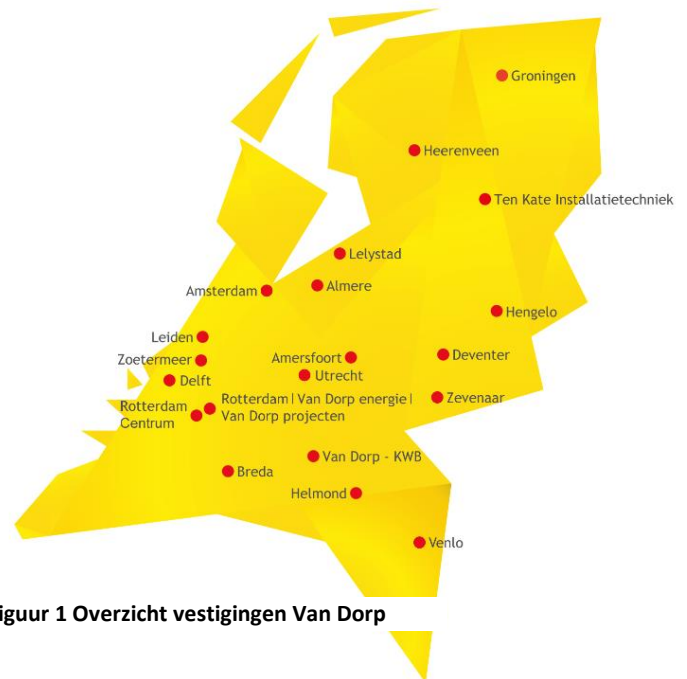 Groningen
Heerenveen
Ten Kate Installatietechniek
Lelystad
Almere
Amsterdam
Hengelo
Leiden
Zoetermeer
Amersfoort
Deventer
Delft
Utrecht
Rotterdam
Centrum
Rotterdam | Van Dorp energie |
Van Dorp projecten
Zevenaar
Van Dorp - KWB
Breda
Helmond
Venlo
iguur 1 Overzicht vestigingen Van Dorp